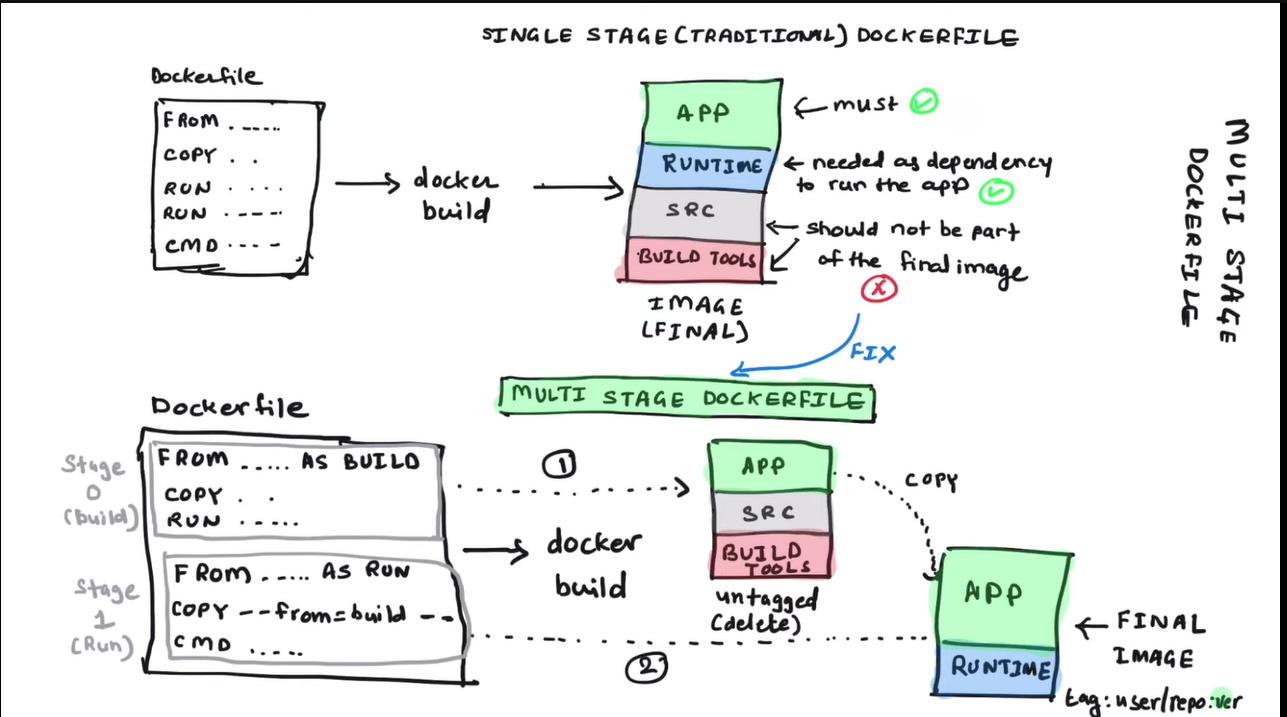 SINGLE STAGE (TRADITIONAL) DOCKERFILE
Dockerfile
FROM . -----
COPY . .
RUN . . . .
RUN . ----
CMD ... -
docker
build
APP
RUNTIME
SRC
BUILD TOOLS
IMAGE
(FINAL)
must
needed as dependency
to run the app
should not be part
of the final image
FIX
MULTI STAGE
DOCKERFILE
MULTI STAGE DOCKERFILE
Dockerfile
Stage
0
(build)
FROM ..... AS BUILD
COPY . .
RUN .....
Stage
1
(Run)
FROM ..... AS RUN
COPY --from=build --
CMD .....
1
docker
build
2
APP
SRC
BUILD
TOOLS
untagged
(delete)
COPY
APP
RUNTIME
FINAL
IMAGE
tag: user/repo:ver